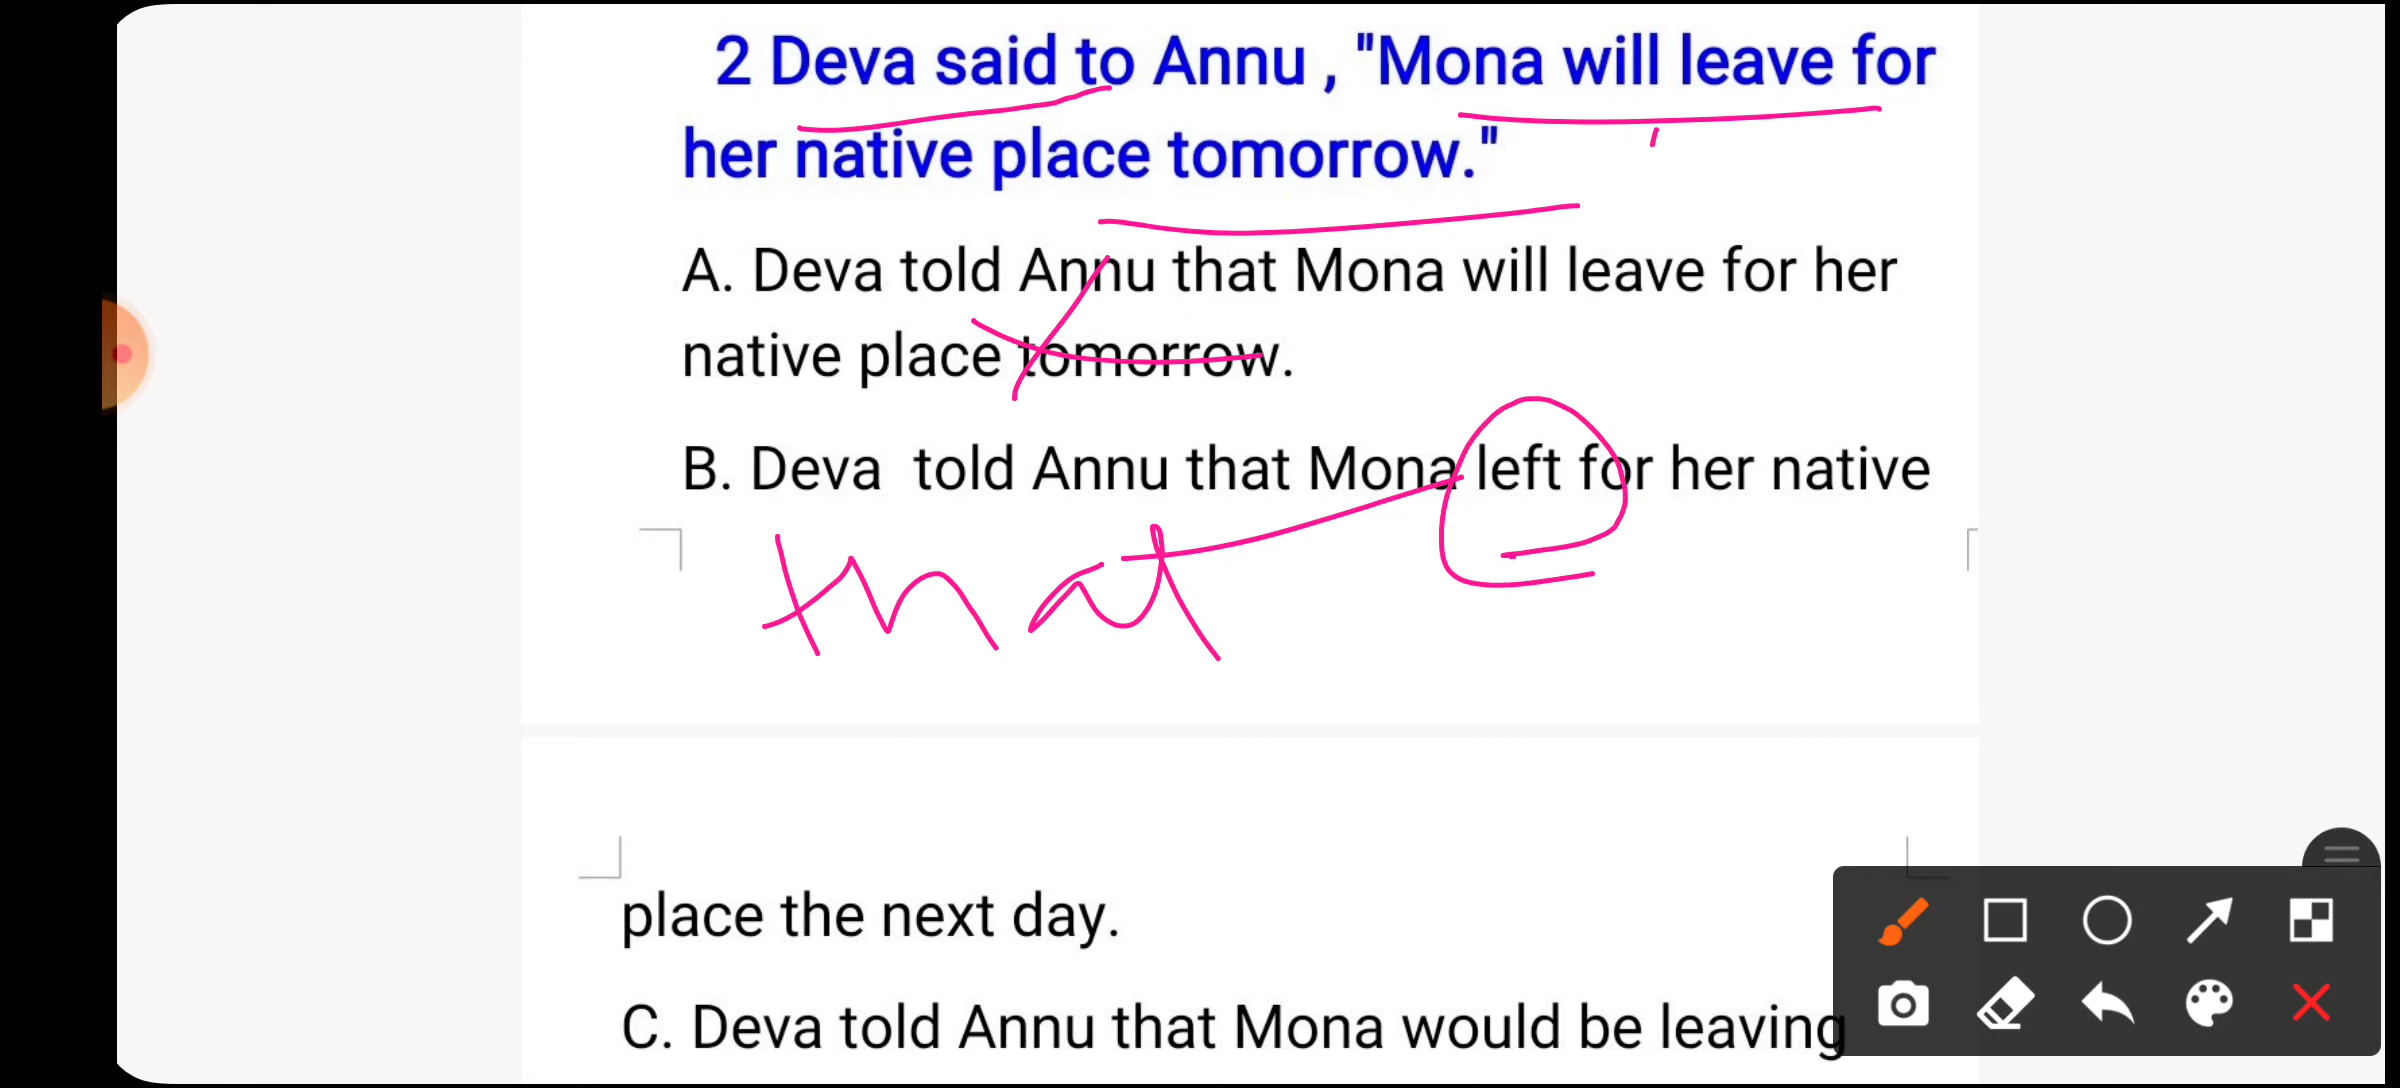 2 Deva said to Annu , "Mona will leave for
her native place tomorrow."
A. Deva told Annu that Mona will leave for her
native place tomorrow.
B. Deva told Annu that Mona left for her native
that
place the next day.
C. Deva told Annu that Mona would be leaving